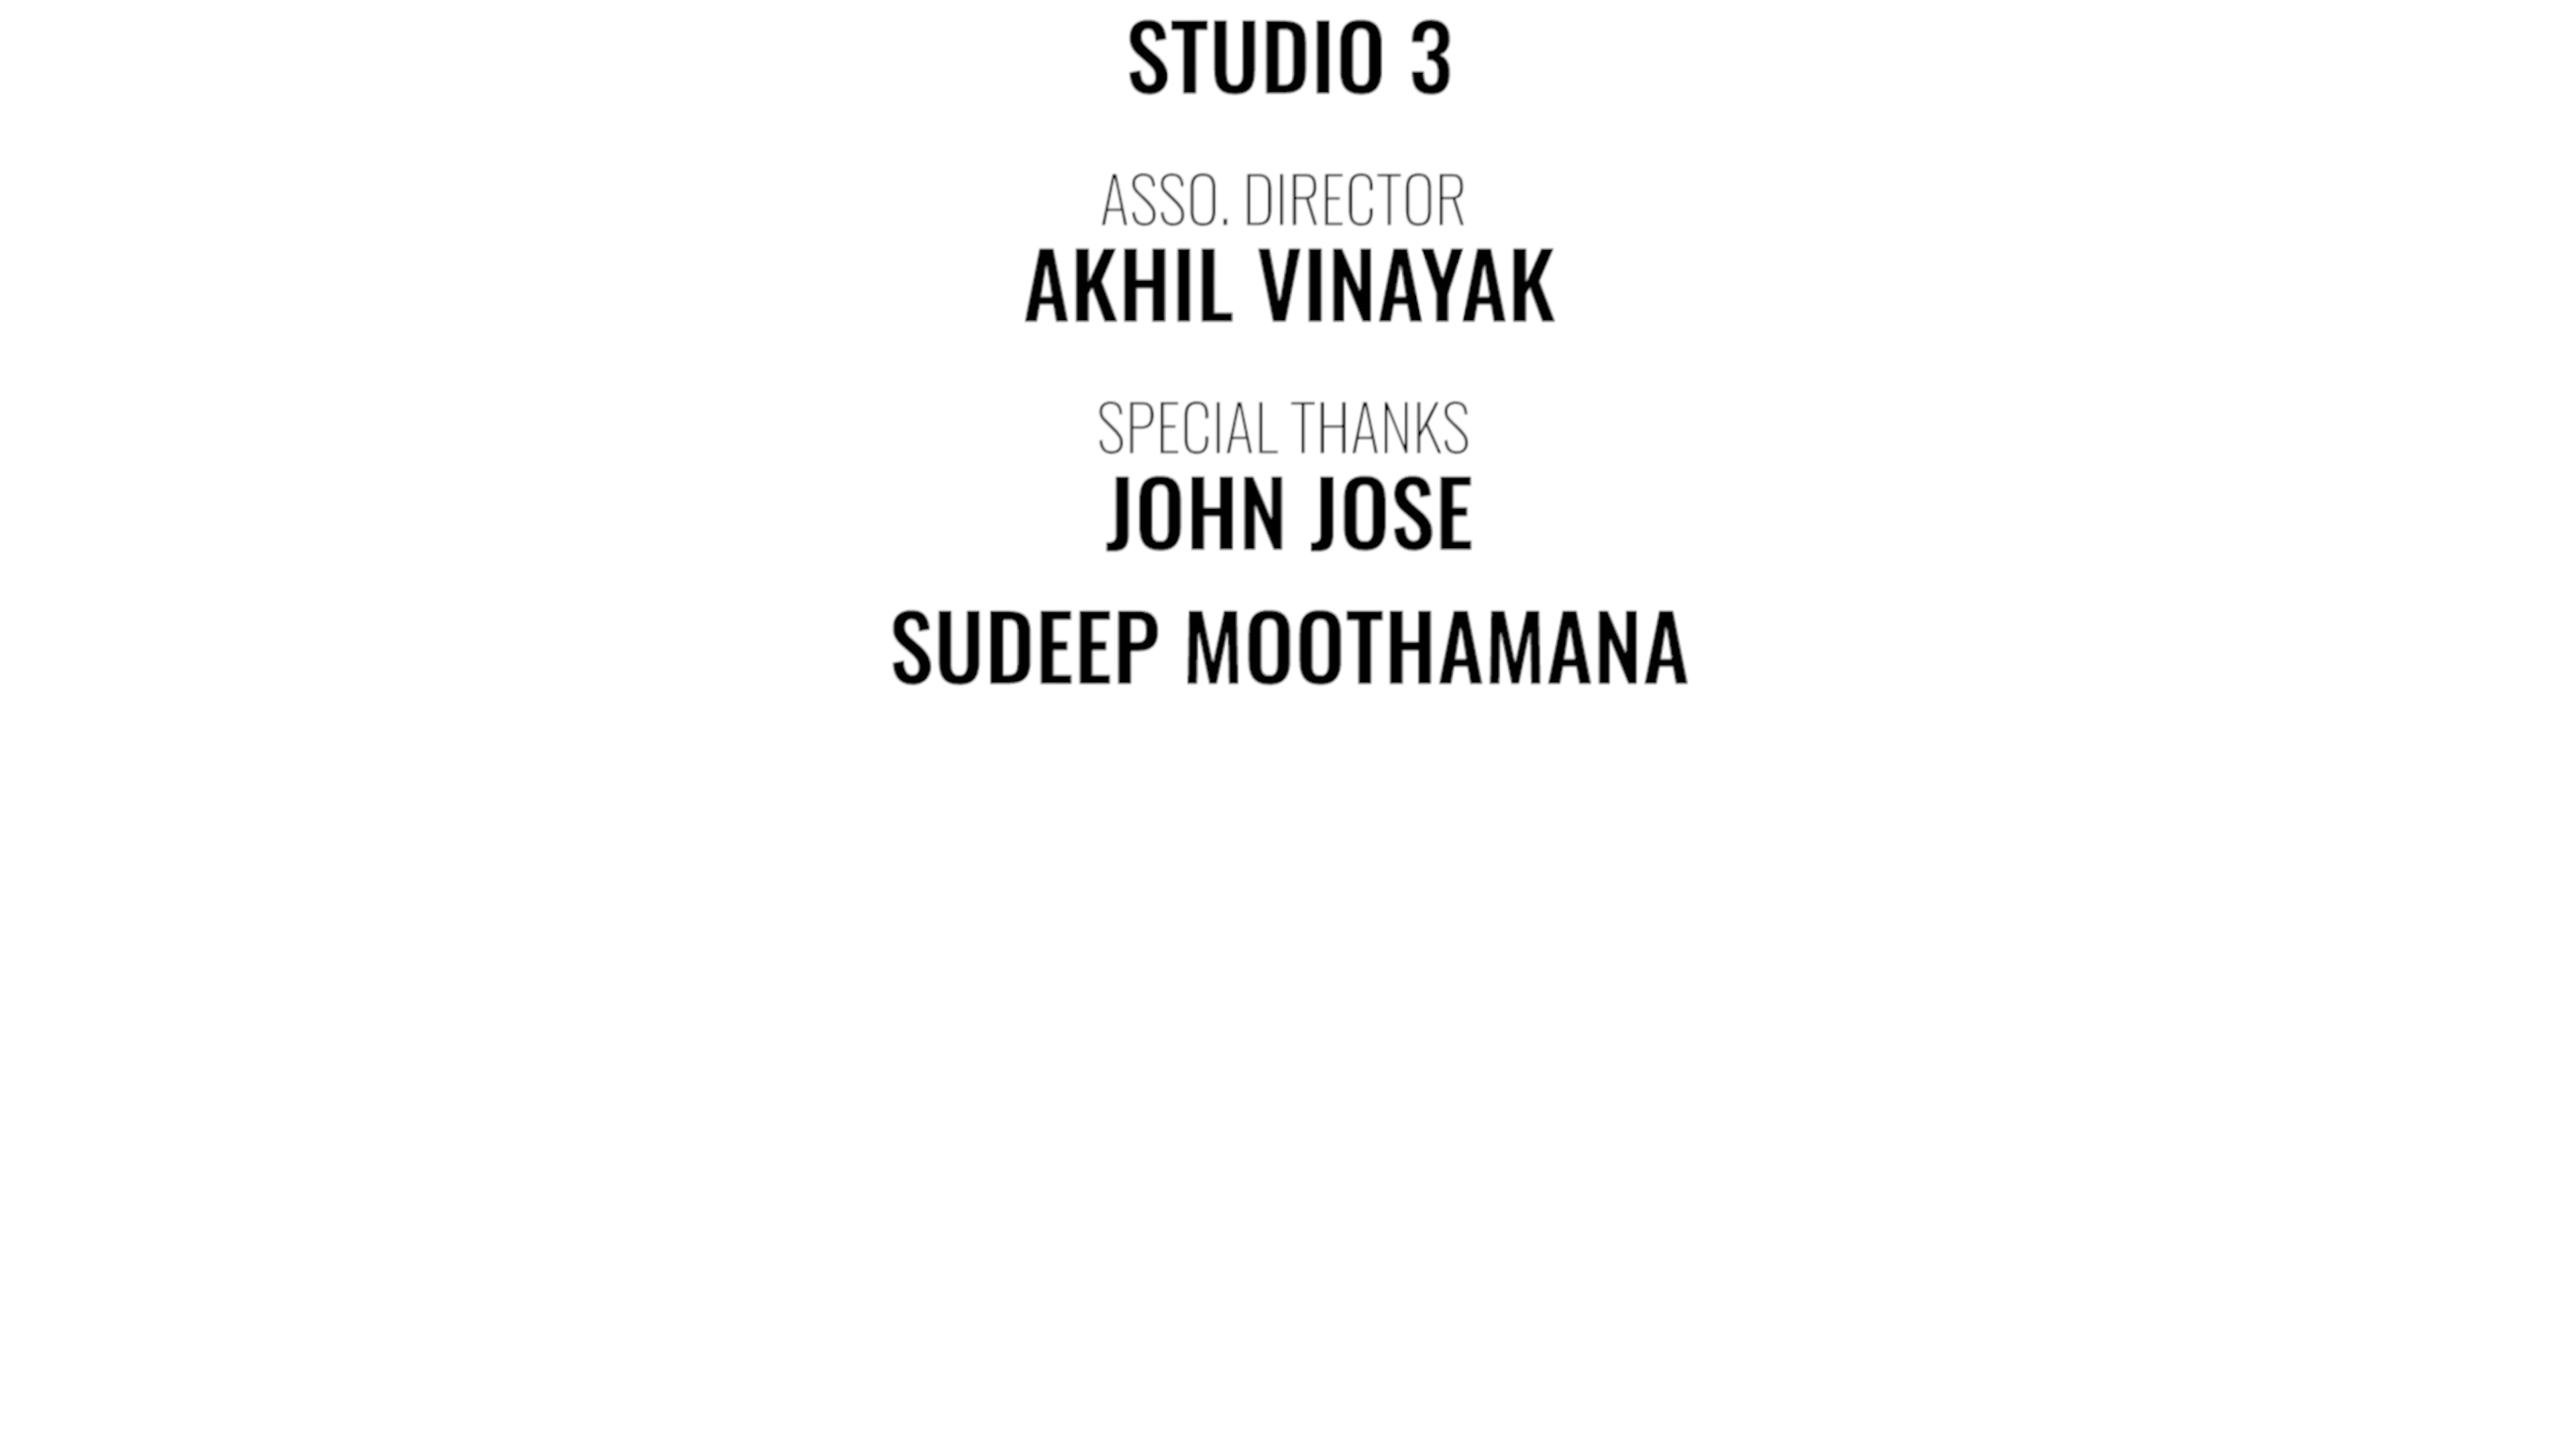 STUDIO 3
ASSO. DIRECTOR
AKHIL VINAYAK
SPECIAL THANKS
JOHN JOSE
SUDEEP MOOTHAMANA